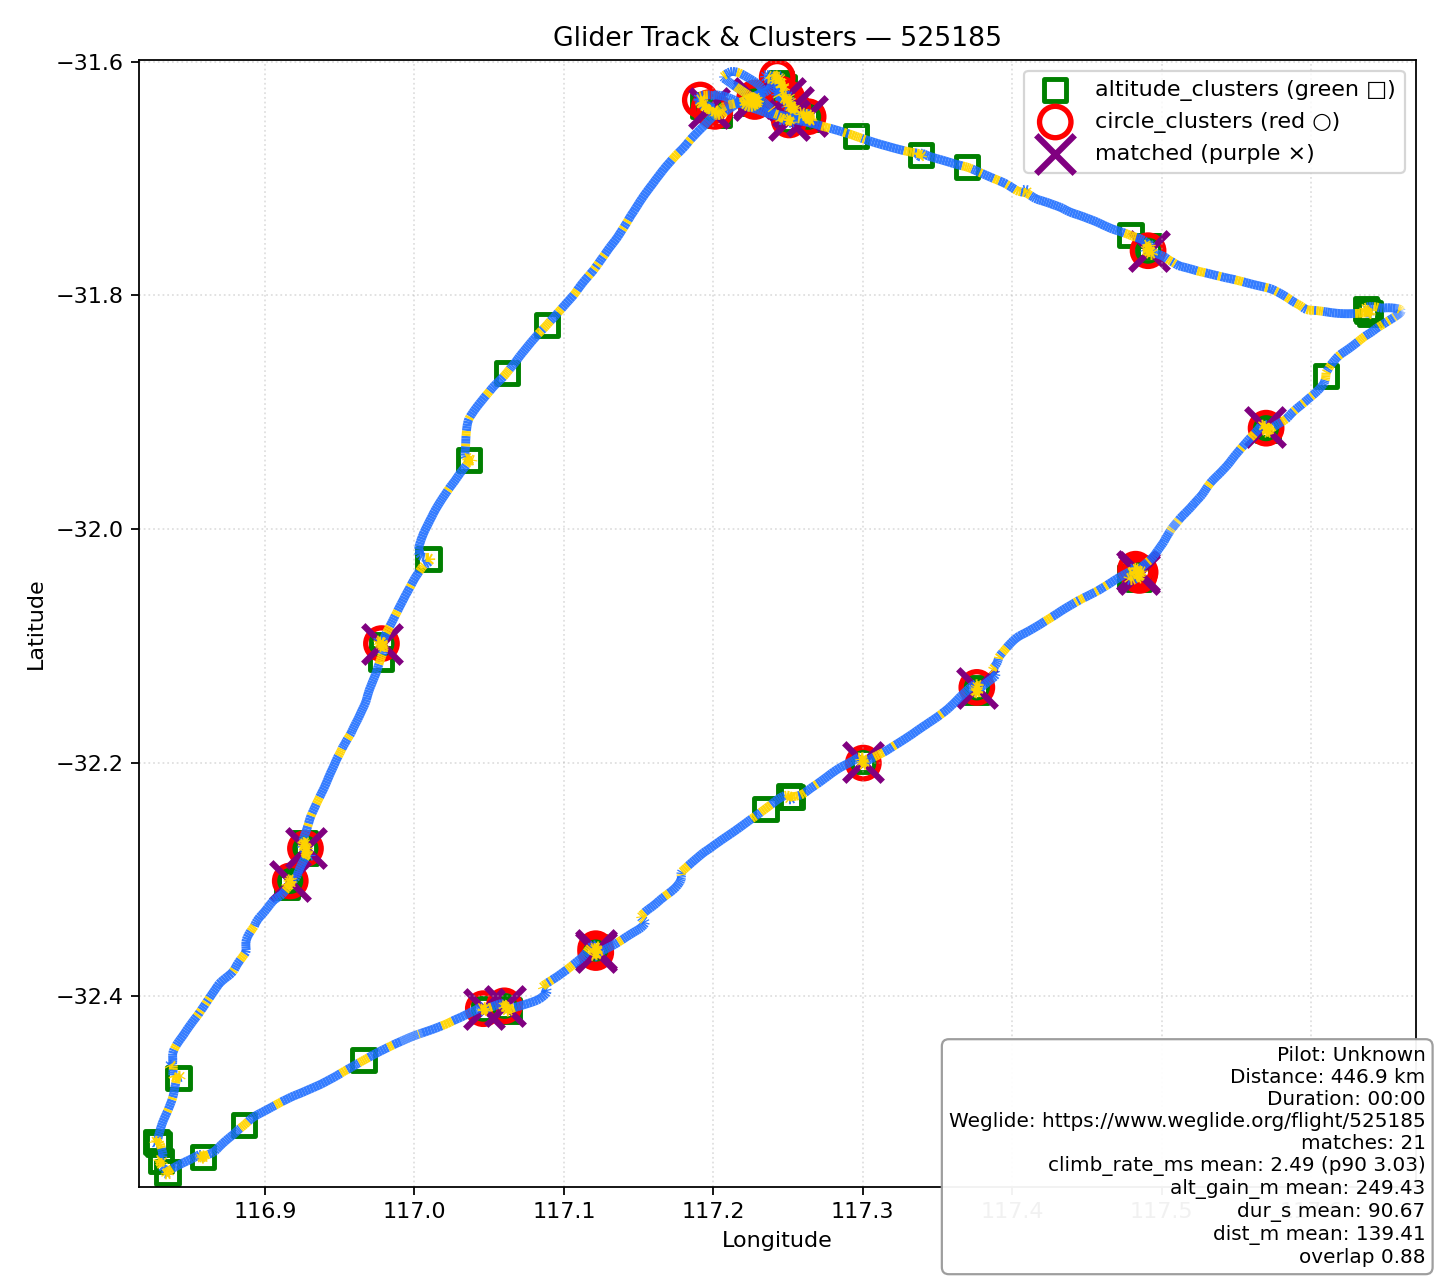 Glider Track & Clusters — 525185
altitude_clusters (green □)
circle_clusters (red ○)
matched (purple ×)
−31.6
−31.8
−32.0
−32.2
−32.4
Latitude
116.9
117.0
117.1
117.2
117.3
117.4
117.5
Longitude
Pilot: Unknown
Distance: 446.9 km
Duration: 00:00
Weglide: https://www.weglide.org/flight/525185
matches: 21
climb_rate_ms mean: 2.49 (p90 3.03)
alt_gain_m mean: 249.43
dur_s mean: 90.67
dist_m mean: 139.41
overlap 0.88